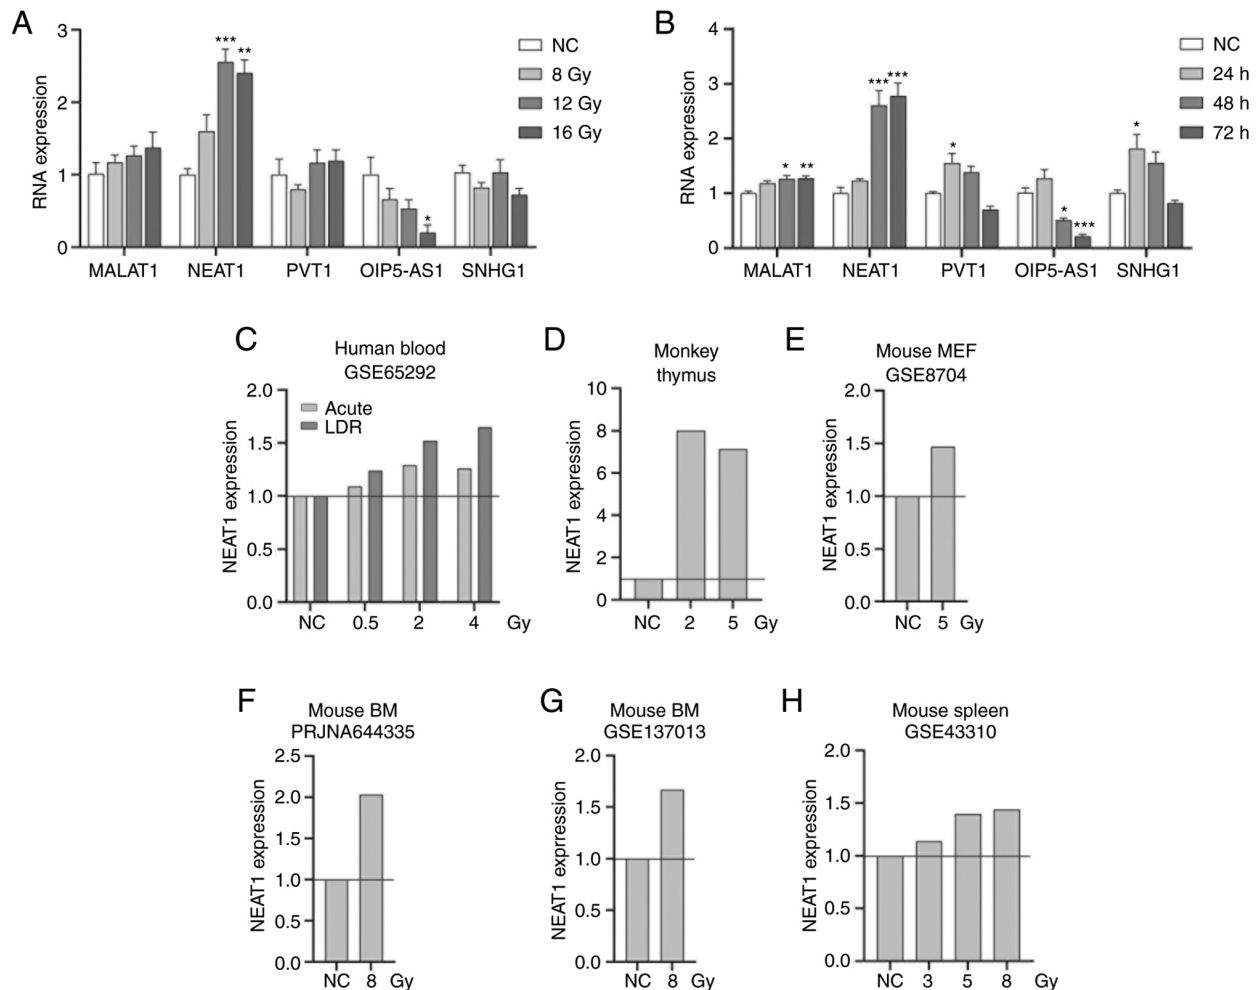 A
RNA expression
3
2
1
0
*** **
*
NC
8 Gy
12 Gy
16 Gy
MALAT1 NEAT1 PVT1 OIP5-AS1 SNHG1
B
RNA expression
4
3
2
1
0
* ** *** *** * * *** *
NC
24 h
48 h
72 h
MALAT1 NEAT1 PVT1 OIP5-AS1 SNHG1
C
Human blood
GSE65292
NEAT1 expression
2.0
1.5
1.0
0.5
0.0
Acute
LDR
NC 0.5 2 4 Gy
D
Monkey
thymus
NEAT1 expression
10
8
6
4
2
0
NC 2 5 Gy
E
Mouse MEF
GSE8704
NEAT1 expression
2.0
1.5
1.0
0.5
0.0
NC 5 Gy
F
Mouse BM
PRJNA644335
NEAT1 expression
2.5
2.0
1.5
1.0
0.5
0.0
NC 8 Gy
G
Mouse BM
GSE137013
NEAT1 exprression
2.0
1.5
1.0
0.5
0.0
NC 8 Gy
H
Mouse spleen
GSE43310
NEAT1 expression
2.0
1.5
1.0
0.5
0.0
NC 3 5 8 Gy